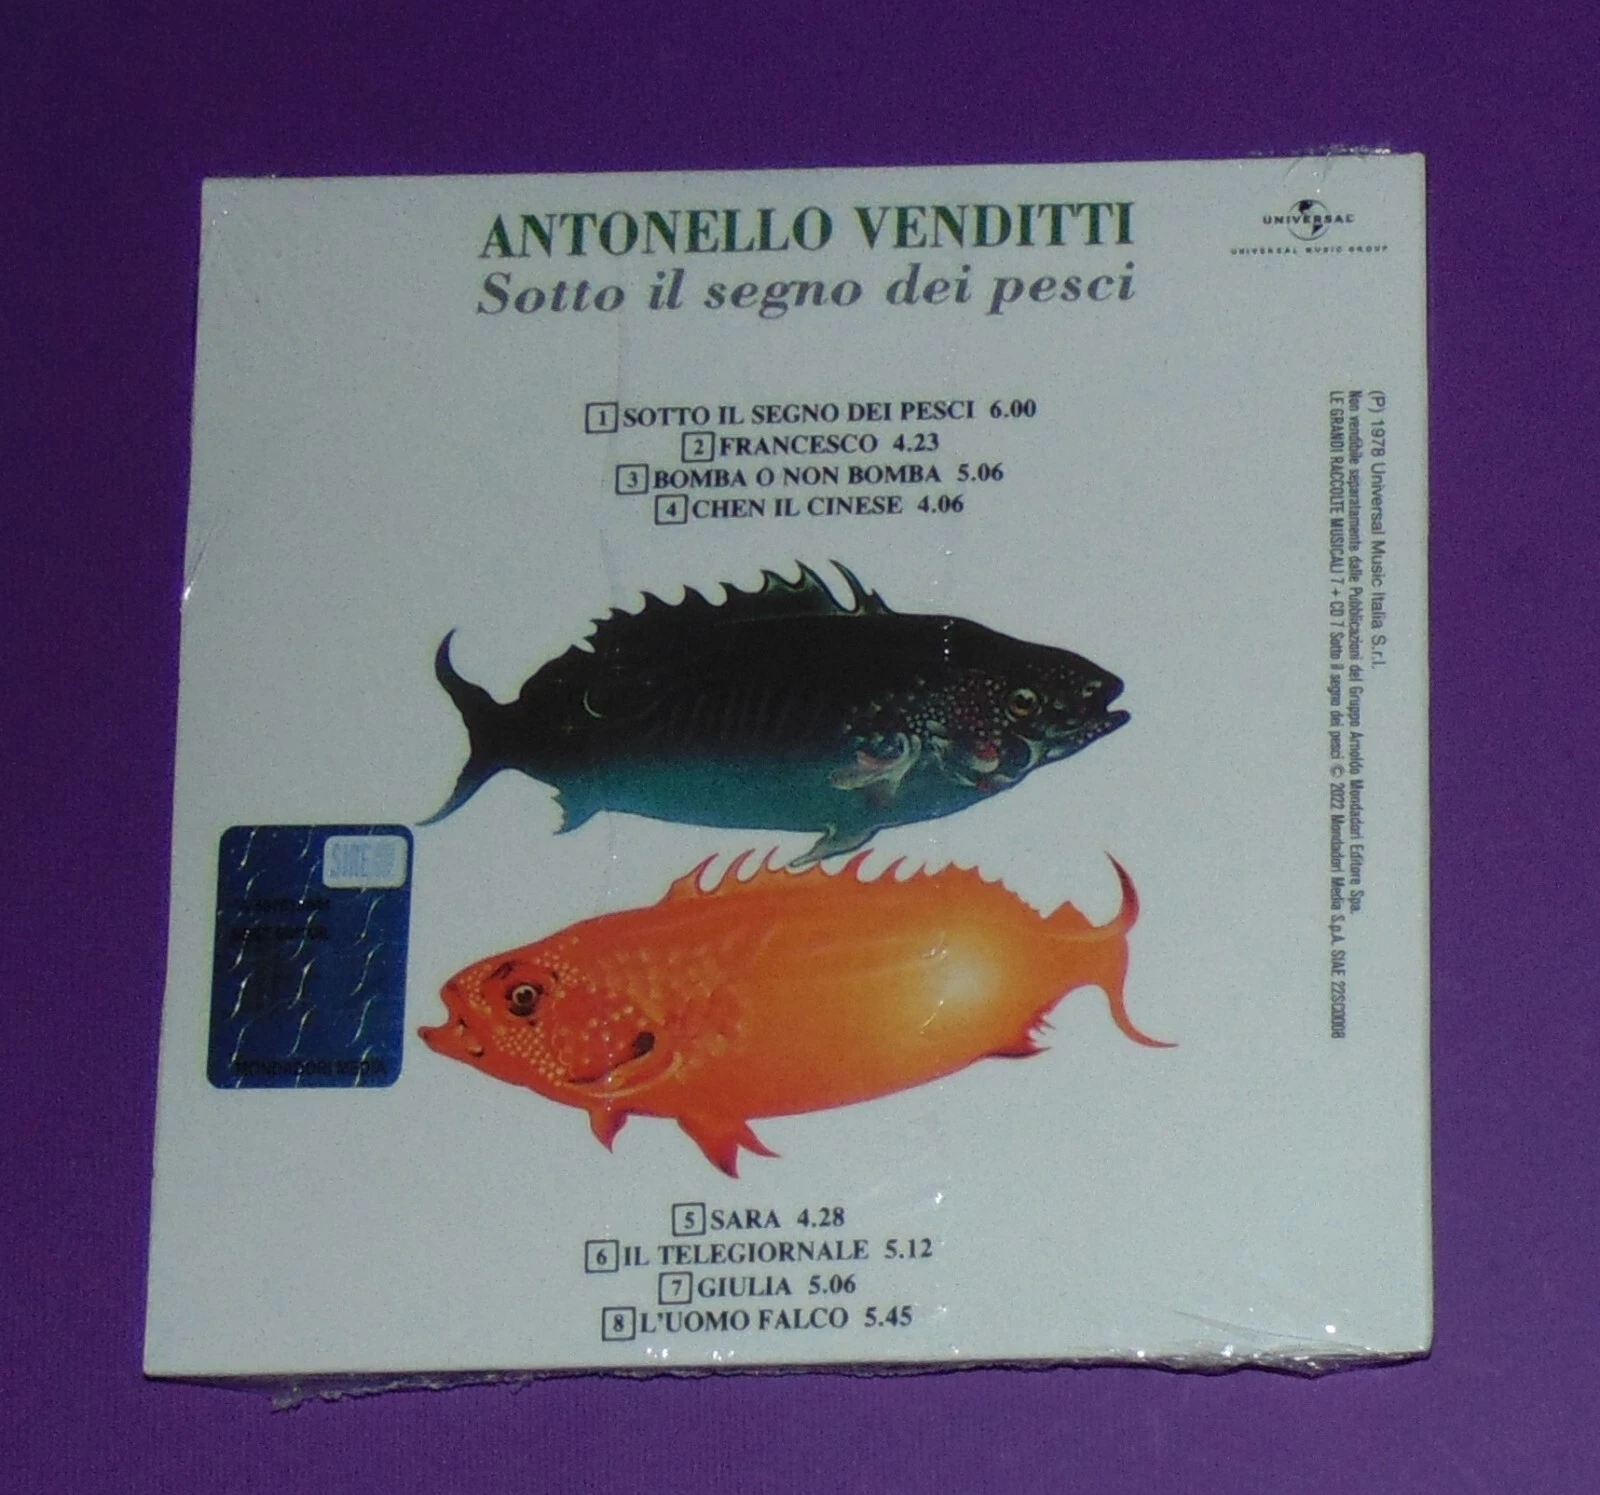 ANTONELLO VENDITTI
Sotto il segno dei pesci
UNIVERSAL
UNIVERSAL MUSIC GROUP
1 SOTTO IL SEGNO DEI PESCI 6.00
2 FRANCESCO 4.23
3 BOMBA O NON BOMBA 5.06
4 CHEN IL CINESE 4.06
(P) 1978 Universal Music Italia S.r.l.
Non vendibile separatamente dalle Pubblicazioni del Gruppo Arnoldo Mondadori Editore Spa.
LE GRANDI RACCOLTE MUSICALI 7 + CD 7 Sotto il segno dei pesci © 2022 Mondadori Media S.p.A. SIAE 22SC0008
MONDADORI MEDIA
5 SARA 4.28
6 IL TELEGIORNALE 5.12
7 GIULIA 5.06
8 L'UOMO FALCO 5.45